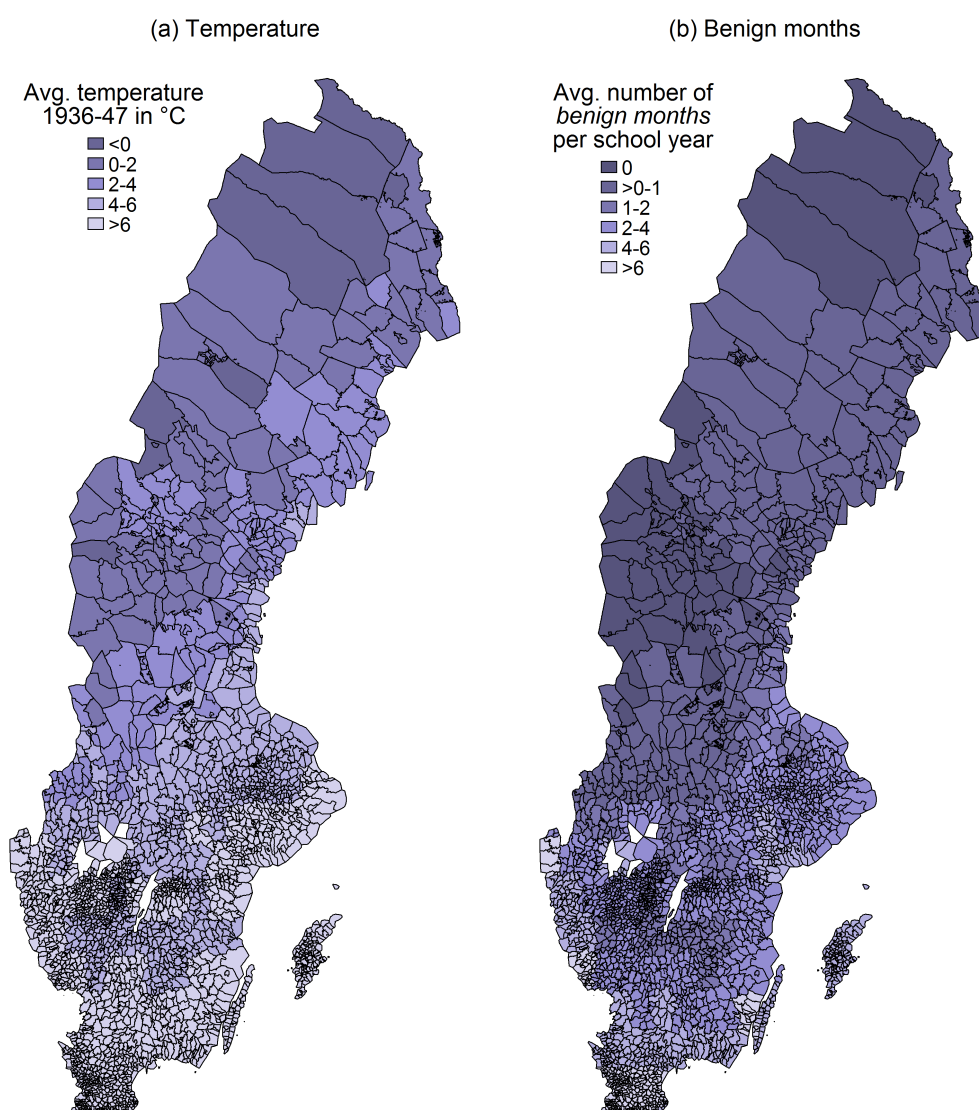 (a) Temperature
Avg. temperature
1936-47 in °C
<0
0-2
2-4
4-6
>6
(b) Benign months
Avg. number of
benign months
per school year
0
>0-1
1-2
2-4
4-6
>6